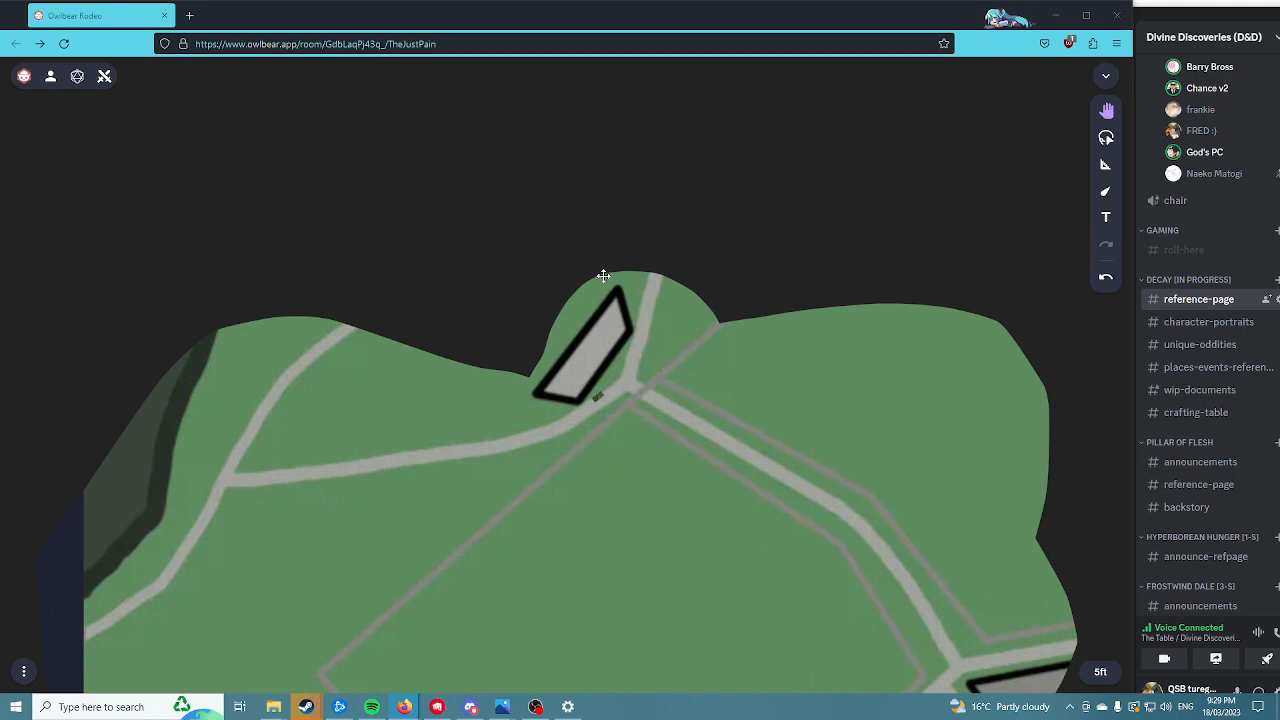 Owlbear Rodeo
https://www.owlbear.app/room/GdbLaqPj43q_/TheJustPain
5ft
Divine Discoveries (D&D)
Barry Bross
Chance v2
frankie
FRED :)
God's PC
Naeko Matogi
chair
GAMING
roll-here
DECAY [IN PROGRESS]
reference-page
character-portraits
unique-oddities
places-events-referen...
wip-documents
crafting-table
PILLAR OF FLESH
announcements
reference-page
backstory
HYPERBOREAN HUNGER [1-S]
announce-refpage
FROSTWIND DALE [3-S]
announcements
Voice Connected
The Table / Divine Discoveri...
QSB tureg...
Type here to search
16°C Partly cloudy
ENG
9:29 PM
18/03/2023